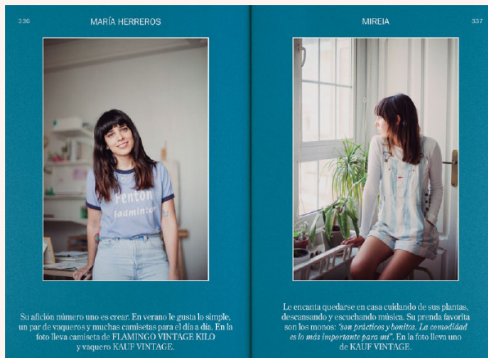 336
MARÍA HERREROS
Fenton
Badminton
Su afición número uno es crear. En verano le gusta lo simple,
un par de vaqueros y muchas camisetas para el día a día. En la
foto lleva camiseta de FLAMINGO VINTAGE KILO
y vaquero KAUF VINTAGE.
MIREIA
337
Le encanta quedarse en casa cuidando de sus plantas,
descansando y escuchando música. Su prenda favorita
son los monos: "son prácticos y bonitos. La comodidad
es lo más importante para mí". En la foto lleva uno
de KAUF VINTAGE.